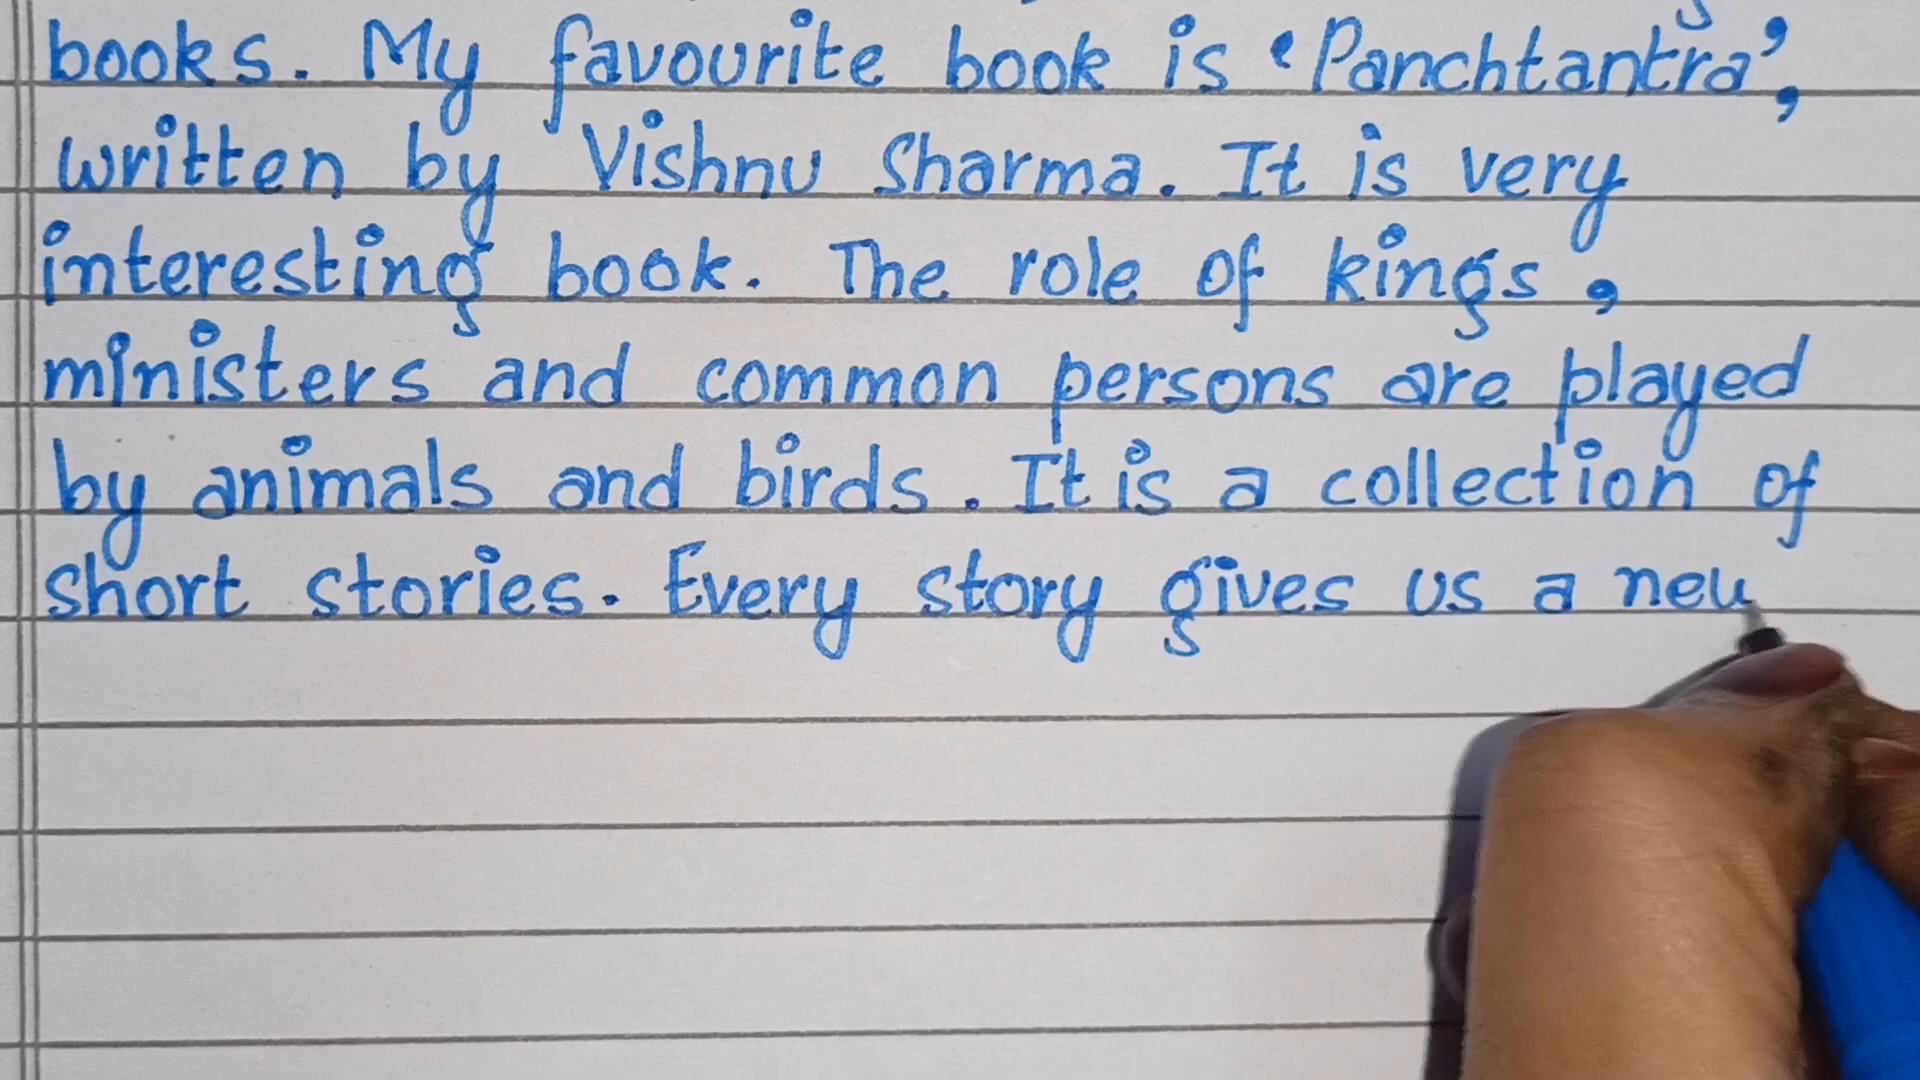 books. My favourite book is 'Panchtantra',
written by Vishnu Sharma. It is very
interesting book. The role of kings,
ministers and common persons are played
by animals and birds. It is a collection of
short stories. Every story gives us a